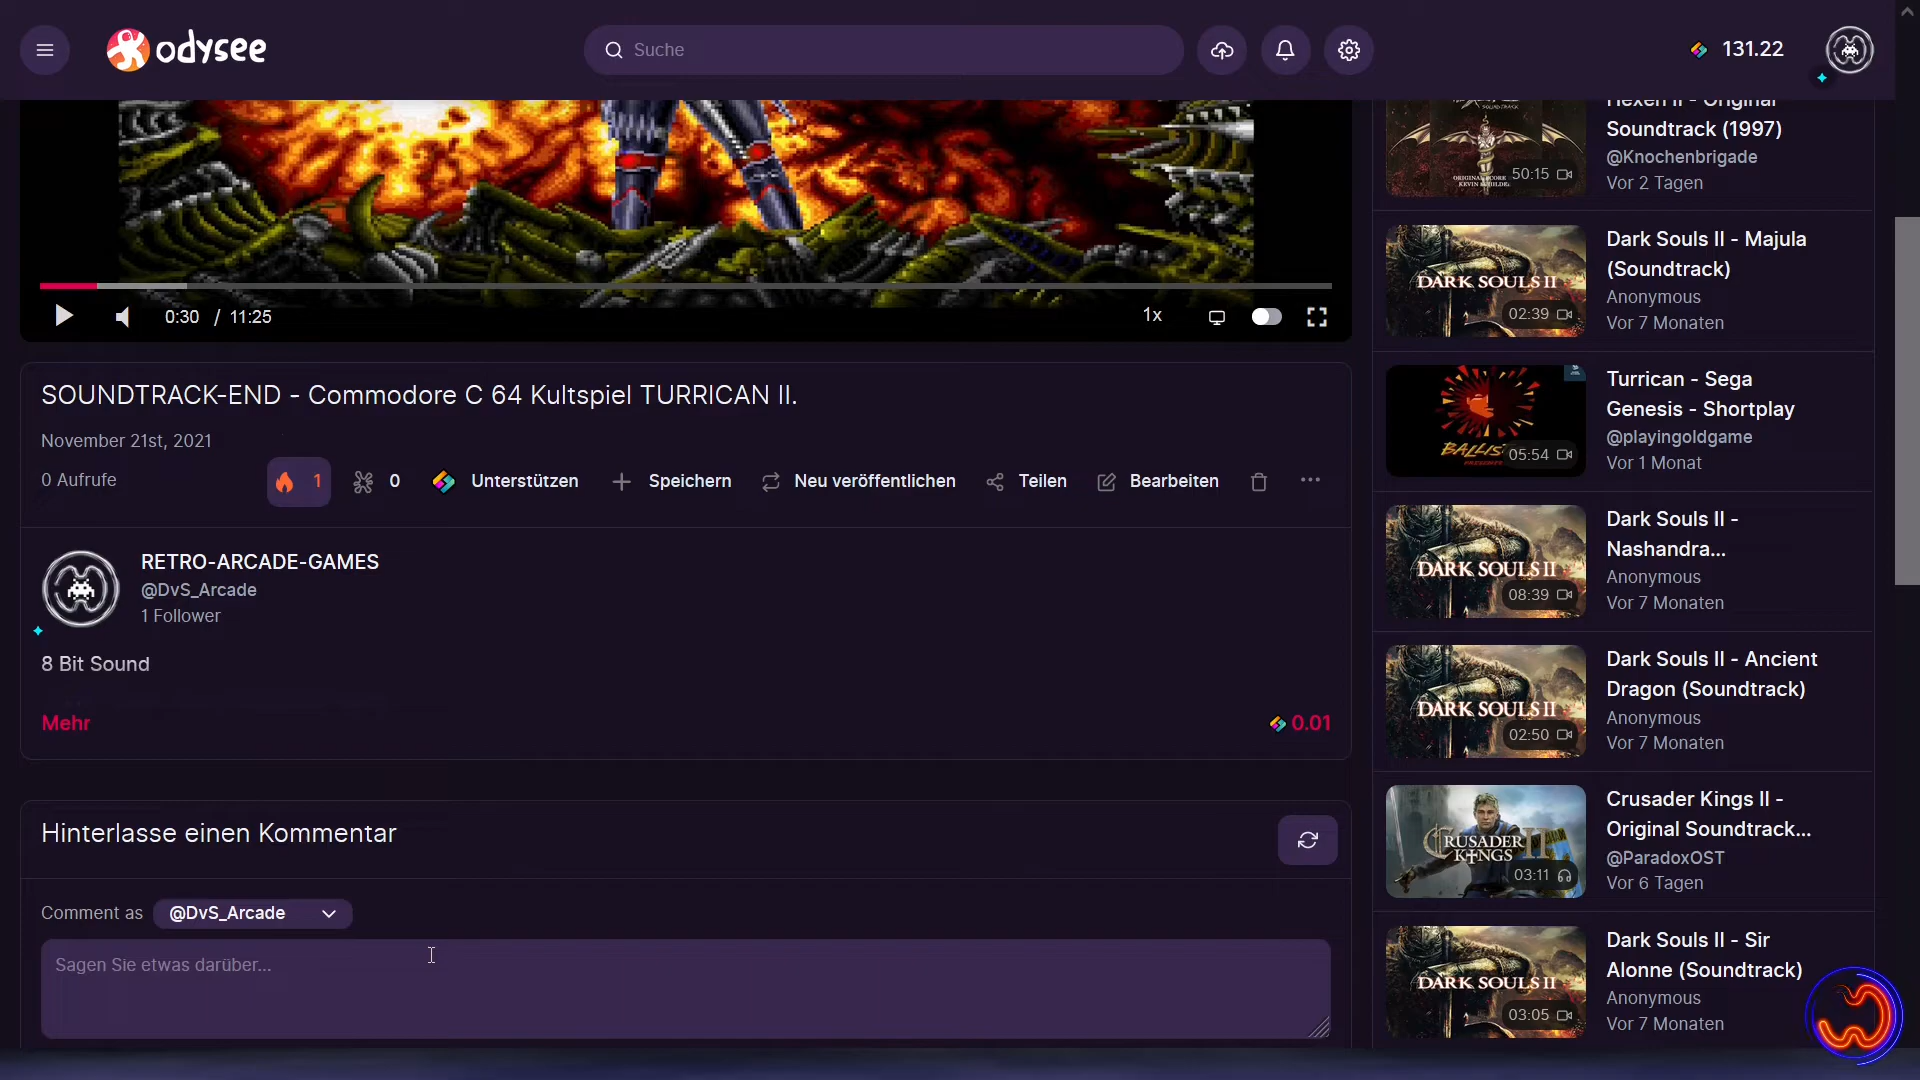 odysee
Suche
131.22
0:30 / 11:25
1x
SOUNDTRACK-END - Commodore C 64 Kultspiel TURRICAN II.
November 21st, 2021
0 Aufrufe
1
0
Unterstützen
Speichern
Neu veröffentlichen
Teilen
Bearbeiten
RETRO-ARCADE-GAMES
@DvS_Arcade
1 Follower
8 Bit Sound
Mehr
0.01
Hinterlasse einen Kommentar
Comment as
@DvS_Arcade
Sagen Sie etwas darüber...
50:15
Hexen II - Original
Soundtrack (1997)
@Knochenbrigade
Vor 2 Tagen
DARK SOULS II
02:39
Dark Souls II - Majula
(Soundtrack)
Anonymous
Vor 7 Monaten
05:54
Turrican - Sega
Genesis - Shortplay
@playingoldgame
Vor 1 Monat
DARK SOULS II
08:39
Dark Souls II -
Nashandra...
Anonymous
Vor 7 Monaten
DARK SOULS II
02:50
Dark Souls II - Ancient
Dragon (Soundtrack)
Anonymous
Vor 7 Monaten
CRUSADER
KINGS II
03:11
Crusader Kings II -
Original Soundtrack...
@ParadoxOST
Vor 6 Tagen
DARK SOULS II
03:05
Dark Souls II - Sir
Alonne (Soundtrack)
Anonymous
Vor 7 Monaten